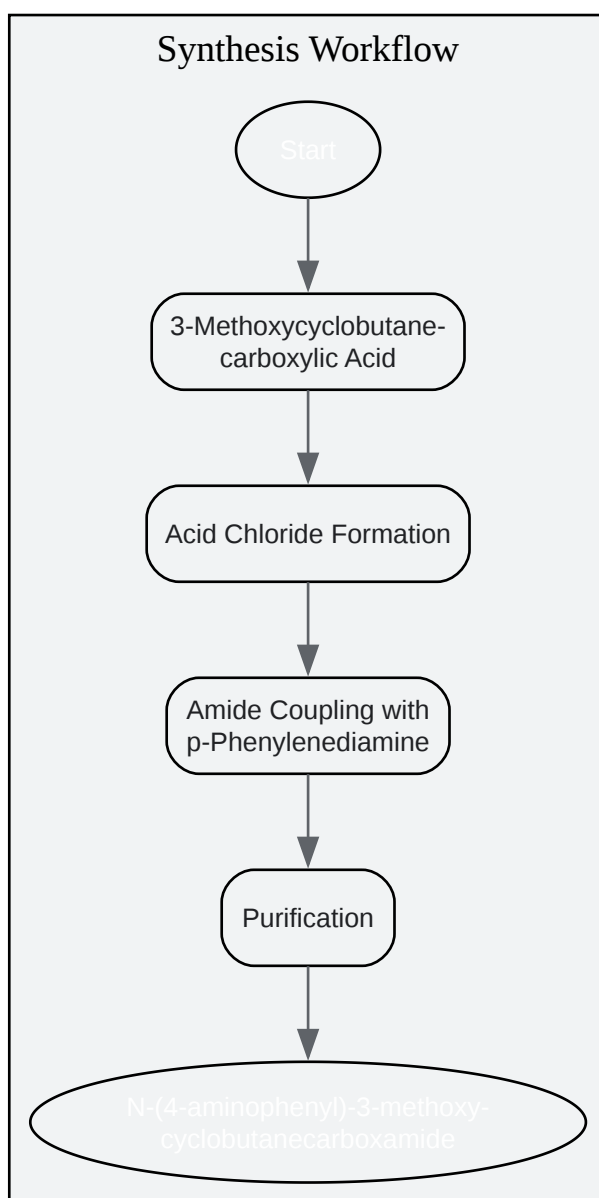 Synthesis Workflow
Start
3-Methoxycyclobutane-
carboxylic Acid
Acid Chloride Formation
Amide Coupling with
p-Phenylenediamine
Purification
N-(4-aminophenyl)-3-methoxy-
cyclobutanecarboxamide